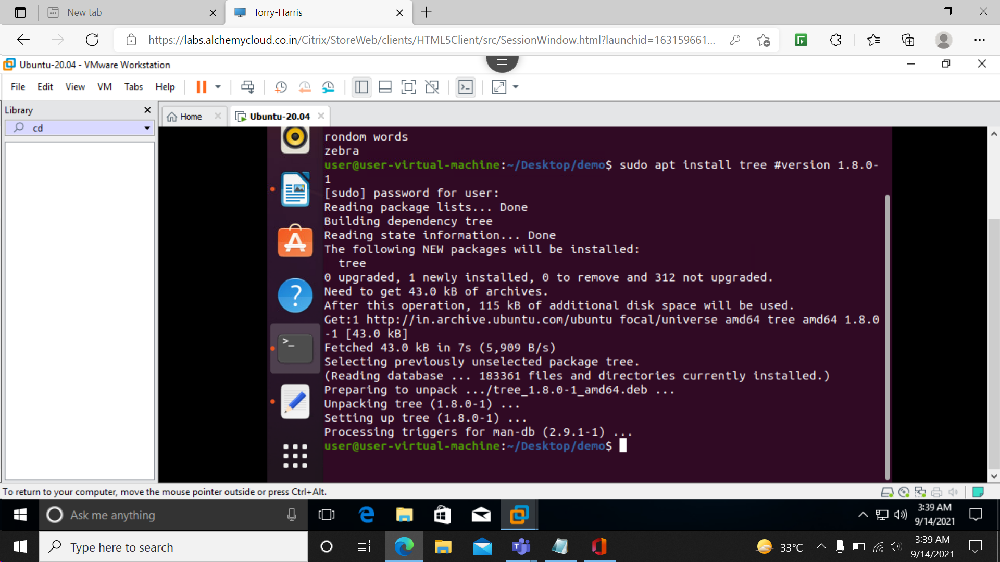 New tab
Torry-Harris
https://labs.alchemycloud.co.in/Citrix/StoreWeb/clients/HTML5Client/src/SessionWindow.html?launchid=163159661...
Ubuntu-20.04 - VMware Workstation
File Edit View VM Tabs Help
Library
cd
Home
Ubuntu-20.04
rondom words
zebra
user@user-virtual-machine:~/Desktop/demo$ sudo apt install tree #version 1.8.0-
1
[sudo] password for user:
Reading package lists... Done
Building dependency tree
Reading state information... Done
The following NEW packages will be installed:
  tree
0 upgraded, 1 newly installed, 0 to remove and 312 not upgraded.
Need to get 43.0 kB of archives.
After this operation, 115 kB of additional disk space will be used.
Get:1 http://in.archive.ubuntu.com/ubuntu focal/universe amd64 tree amd64 1.8.0
-1 [43.0 kB]
Fetched 43.0 kB in 7s (5,909 B/s)
Selecting previously unselected package tree.
(Reading database ... 183361 files and directories currently installed.)
Preparing to unpack .../tree_1.8.0-1_amd64.deb ...
Unpacking tree (1.8.0-1) ...
Setting up tree (1.8.0-1) ...
Processing triggers for man-db (2.9.1-1) ...
user@user-virtual-machine:~/Desktop/demo$
To return to your computer, move the mouse pointer outside or press Ctrl+Alt.
Ask me anything
3:39 AM
9/14/2021
Type here to search
33°C
3:39 AM
9/14/2021